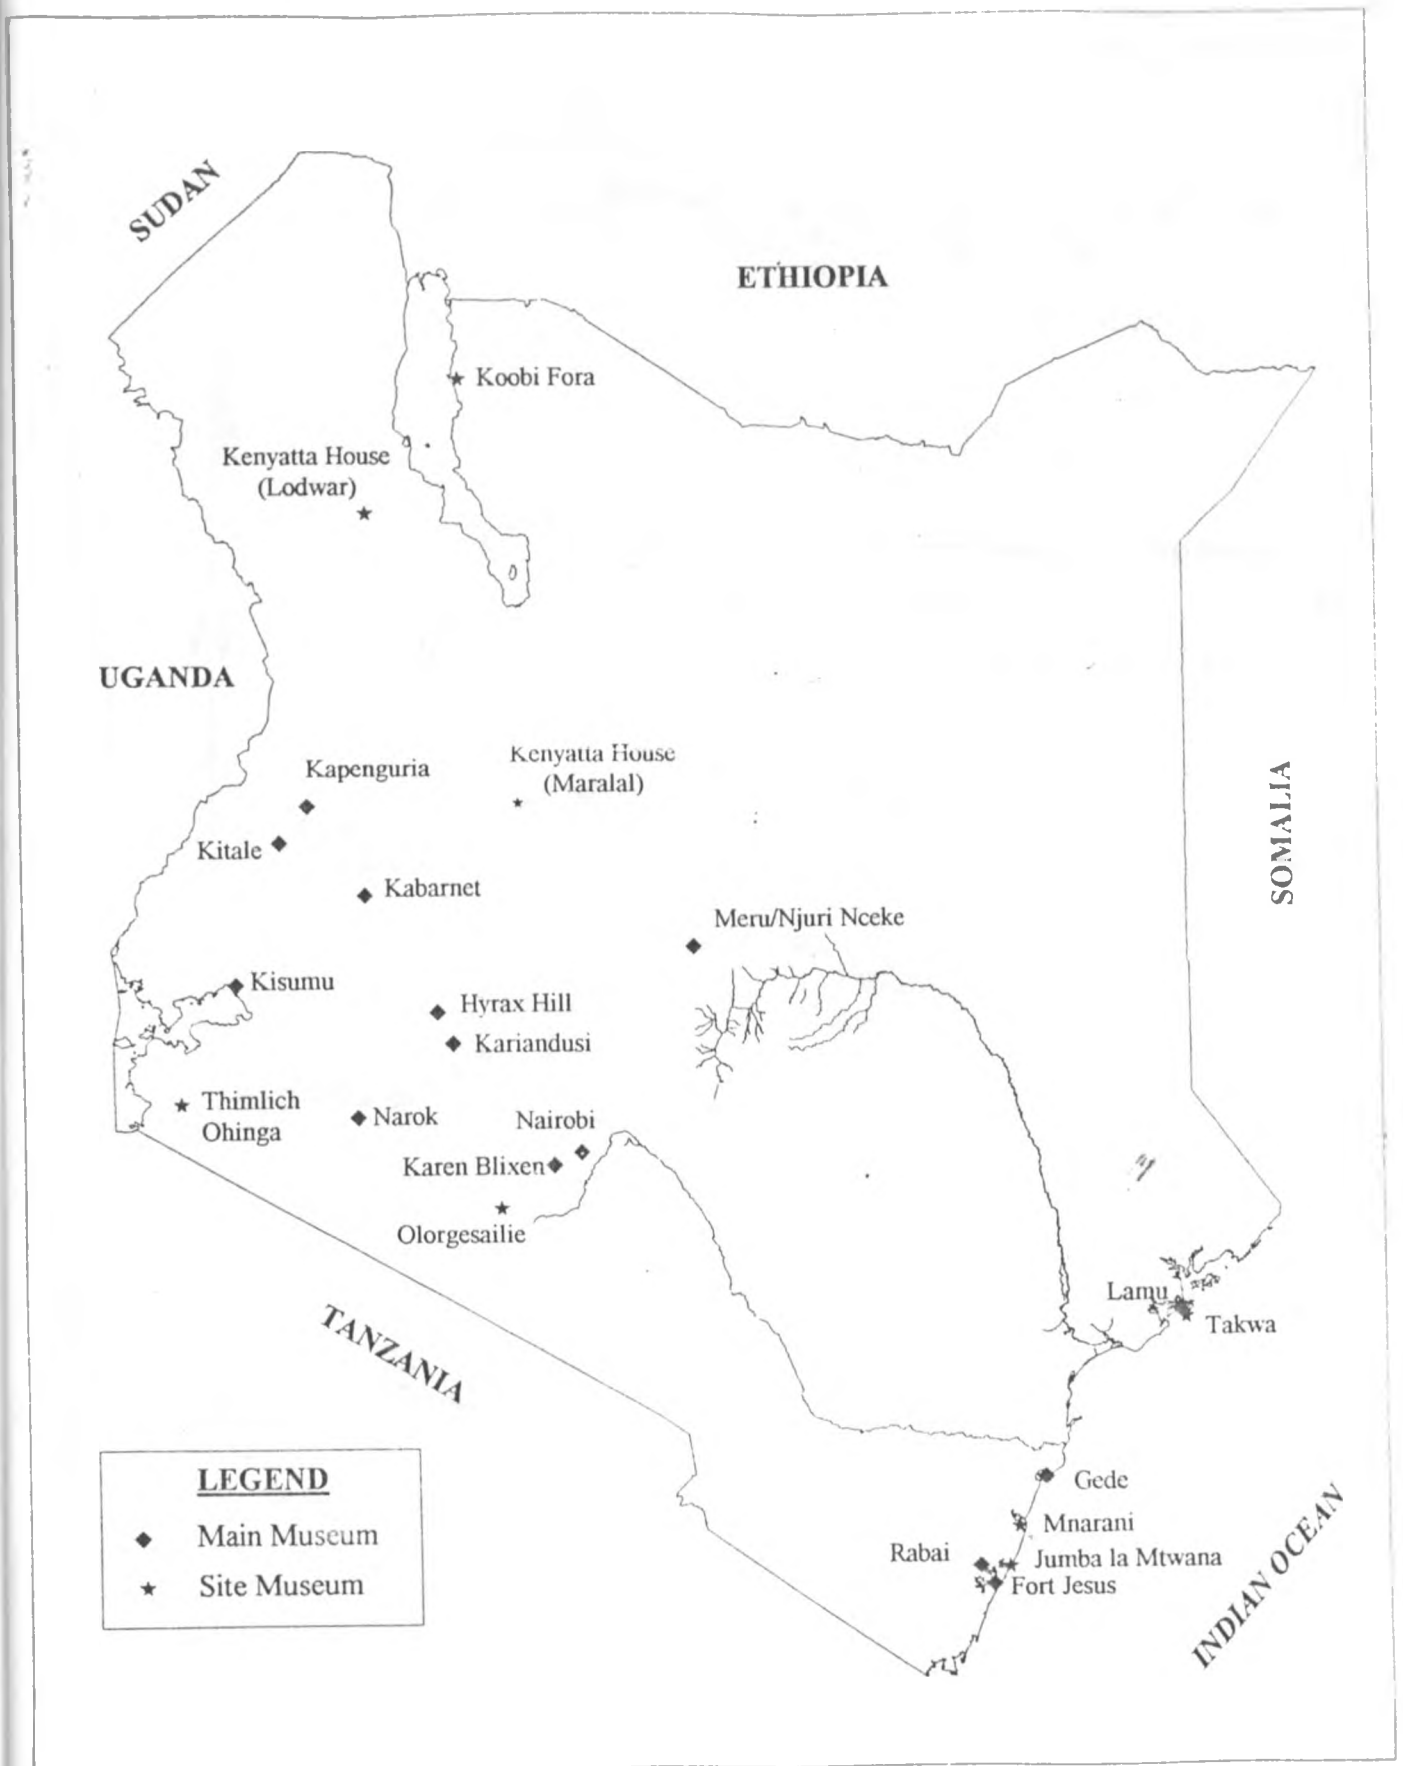 SUDAN
ETHIOPIA
Koobi Fora
Kenyatta House
(Lodwar)
UGANDA
Kapenguria
Kenyatta House
(Maralal)
SOMALIA
Kitale
Kabarnet
Meru/Njuri Nceke
Kisumu
Hyrax Hill
Kariandusi
Thimlich
Ohinga
Narok
Nairobi
Karen Blixen
Olorgesailie
Lamu
Takwa
TANZANIA
LEGEND
Main Museum
Site Museum
Gede
Mnarani
Rabai
Jumba la Mtwana
Fort Jesus
INDIAN OCEAN